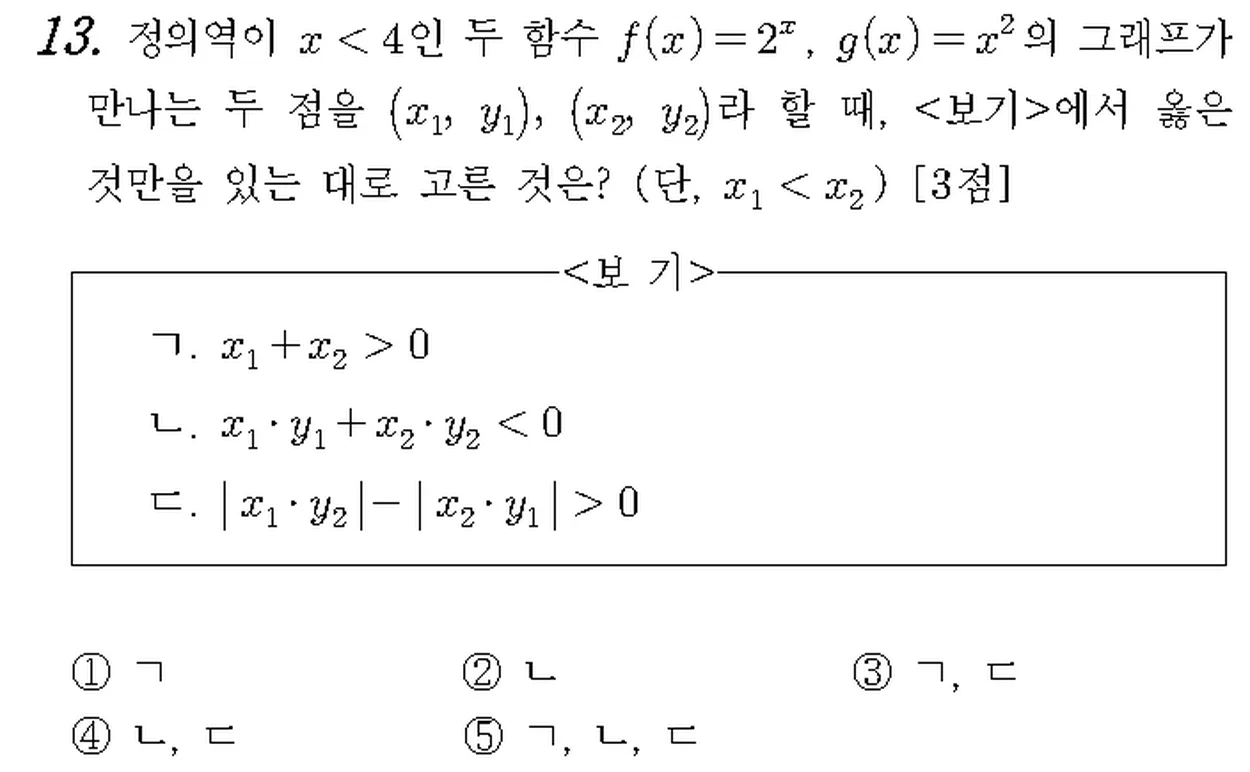 13. 정의역이 x < 4인 두 함수 f(x) = 2^x, g(x) = x^2의 그래프가
만나는 두 점을 (x_1, y_1), (x_2, y_2)라 할 때, <보기>에서 옳은
것만을 있는 대로 고른 것은? (단, x_1 < x_2) [3점]
<보 기>
ㄱ. x_1 + x_2 > 0
ㄴ. x_1 · y_1 + x_2 · y_2 < 0
ㄷ. | x_1 · y_2 | − | x_2 · y_1 | > 0
① ㄱ ② ㄴ ③ ㄱ, ㄷ
④ ㄴ, ㄷ ⑤ ㄱ, ㄴ, ㄷ